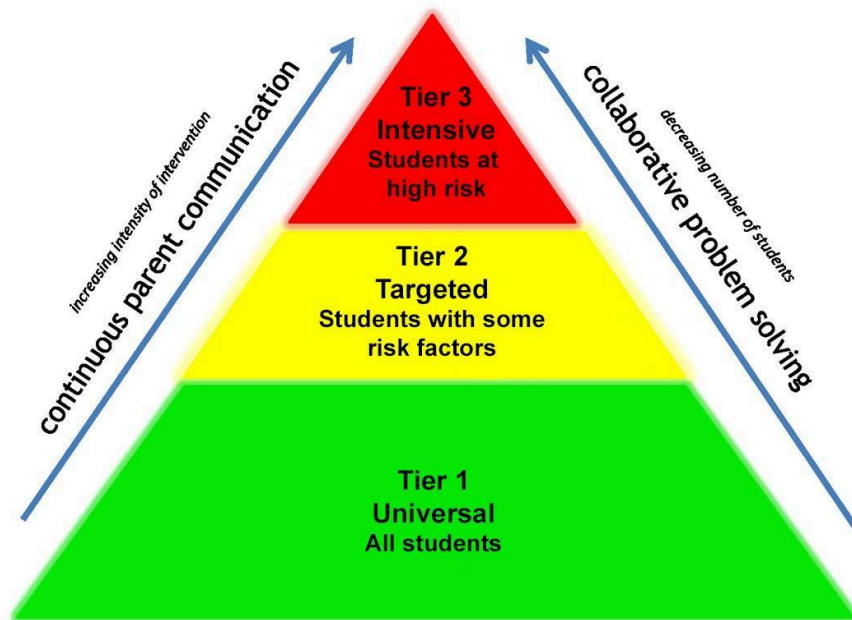 increasing intensity of intervention
continuous parent communication
Tier 3
Intensive
Students at
high risk
Tier 2
Targeted
Students with some
risk factors
Tier 1
Universal
All students
decreasing number of students
collaborative problem solving